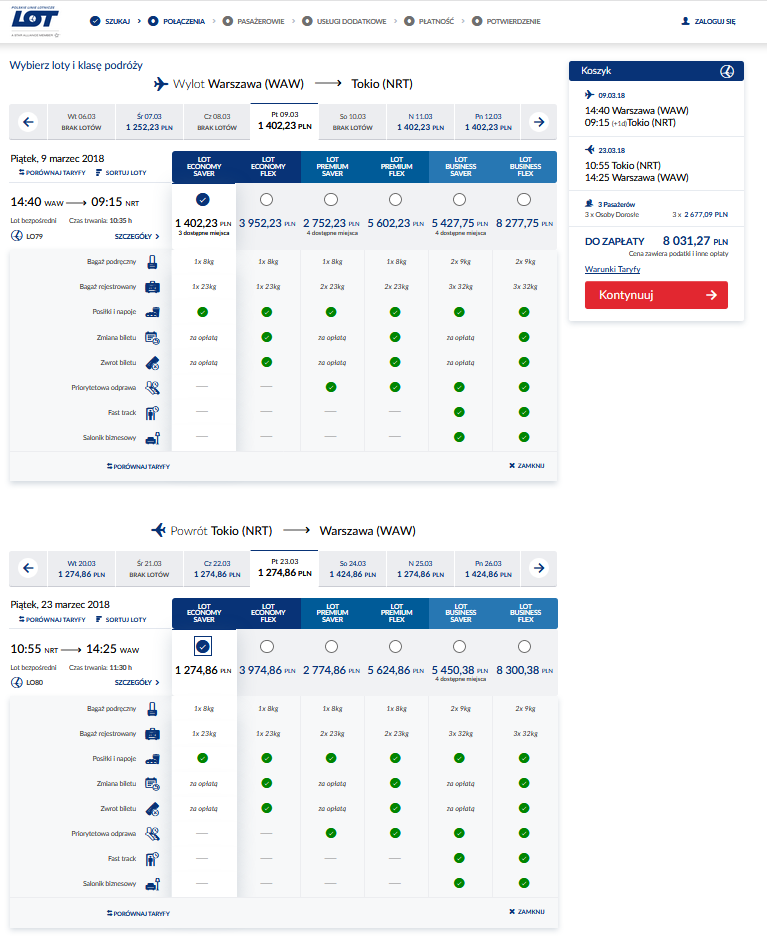 POLSKIE LINIE LOTNICZE
LOT
A STAR ALLIANCE MEMBER
SZUKAJ POŁĄCZENIA PASAŻEROWIE USŁUGI DODATKOWE PŁATNOŚĆ POTWIERDZENIE ZALOGUJ SIĘ
Wybierz loty i klasę podróży
Wylot Warszawa (WAW) Tokio (NRT)
Wt 06.03 Śr 07.03 Cz 08.03 Pt 09.03 So 10.03 N 11.03 Pn 12.03
BRAK LOTÓW 1 252,23 PLN BRAK LOTÓW 1 402,23 PLN BRAK LOTÓW 1 402,23 PLN 1 402,23 PLN
Piątek, 9 marzec 2018
PORÓWNAJ TARYFY SORTUJ LOTY
LOT ECONOMY SAVER
LOT ECONOMY FLEX
LOT PREMIUM SAVER
LOT PREMIUM FLEX
LOT BUSINESS SAVER
LOT BUSINESS FLEX
14:40 WAW 09:15 NRT
Lot bezpośredni Czas trwania: 10:35 h
LO79 SZCZEGÓŁY
1 402,23 PLN 3 952,23 PLN 2 752,23 PLN 5 602,23 PLN 5 427,75 PLN 8 277,75 PLN
3 dostępne miejsca 4 dostępne miejsca 4 dostępne miejsca
Bagaż podręczny 1x 8kg 1x 8kg 1x 8kg 1x 8kg 2x 9kg 2x 9kg
Bagaż rejestrowany 1x 23kg 1x 23kg 2x 23kg 2x 23kg 3x 32kg 3x 32kg
Posiłki i napoje
Zmiana biletu za opłatą za opłatą za opłatą
Zwrot biletu za opłatą za opłatą za opłatą
Priorytetowa odprawa
Fast track
Salonik biznesowy
PORÓWNAJ TARYFY ZAMKNIJ
Powrót Tokio (NRT) Warszawa (WAW)
Wt 20.03 Śr 21.03 Cz 22.03 Pt 23.03 So 24.03 N 25.03 Pn 26.03
1 274,86 PLN BRAK LOTÓW 1 274,86 PLN 1 274,86 PLN 1 424,86 PLN 1 424,86 PLN 1 424,86 PLN
Piątek, 23 marzec 2018
PORÓWNAJ TARYFY SORTUJ LOTY
LOT ECONOMY SAVER
LOT ECONOMY FLEX
LOT PREMIUM SAVER
LOT PREMIUM FLEX
LOT BUSINESS SAVER
LOT BUSINESS FLEX
10:55 NRT 14:25 WAW
Lot bezpośredni Czas trwania: 11:30 h
LO80 SZCZEGÓŁY
1 274,86 PLN 3 974,86 PLN 2 774,86 PLN 5 624,86 PLN 5 450,38 PLN 8 300,38 PLN
4 dostępne miejsca
Bagaż podręczny 1x 8kg 1x 8kg 1x 8kg 1x 8kg 2x 9kg 2x 9kg
Bagaż rejestrowany 1x 23kg 1x 23kg 2x 23kg 2x 23kg 3x 32kg 3x 32kg
Posiłki i napoje
Zmiana biletu za opłatą za opłatą za opłatą
Zwrot biletu za opłatą za opłatą za opłatą
Priorytetowa odprawa
Fast track
Salonik biznesowy
PORÓWNAJ TARYFY ZAMKNIJ
Koszyk
09.03.18
14:40 Warszawa (WAW)
09:15 (+1d) Tokio (NRT)
23.03.18
10:55 Tokio (NRT)
14:25 Warszawa (WAW)
3 Pasażerów
3 x Osoby Dorosłe 3 x 2 677,09 PLN
DO ZAPŁATY 8 031,27 PLN
Cena zawiera podatki i inne opłaty
Warunki Taryfy
Kontynuuj